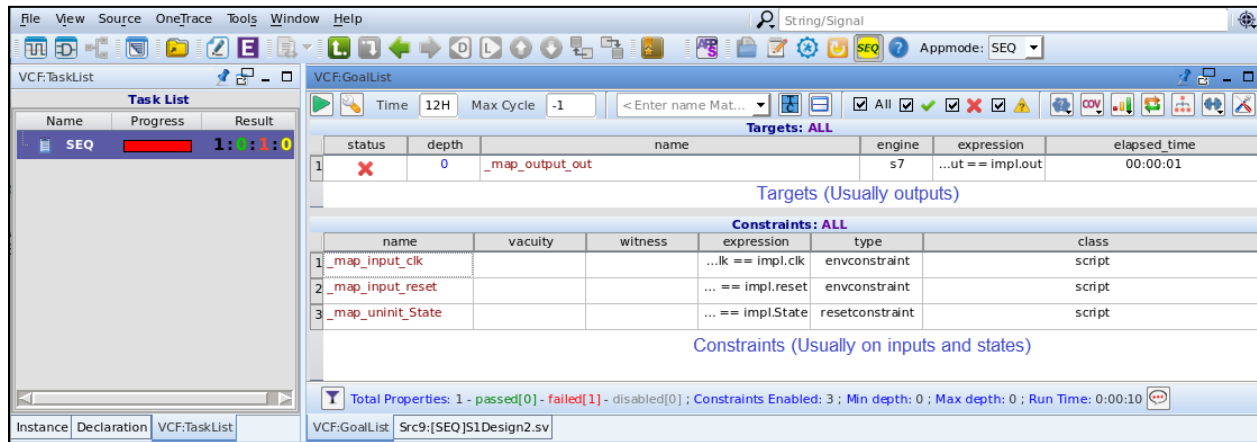 File View Source OneTrace Tools Window Help String/Signal
E APPS SEQ ? Appmode: SEQ
VCF:TaskList VCF:GoalList
Task List
Name Progress Result
SEQ 1:0:1:0
Time 12H Max Cycle -1 <Enter name Mat... All COV
Targets: ALL
status depth name engine expression elapsed_time
1 0 _map_output_out s7 ...ut == impl.out 00:00:01
Targets (Usually outputs)
Constraints: ALL
name vacuity witness expression type class
1 _map_input_clk ...lk == impl.clk envconstraint script
2 _map_input_reset ... == impl.reset envconstraint script
3 _map_uninit_State ... == impl.State resetconstraint script
Constraints (Usually on inputs and states)
Total Properties: 1 - passed[0] - failed[1] - disabled[0] ; Constraints Enabled: 3 ; Min depth: 0 ; Max depth: 0 ; Run Time: 0:00:10
Instance Declaration VCF:TaskList VCF:GoalList Src9:[SEQ]S1Design2.sv